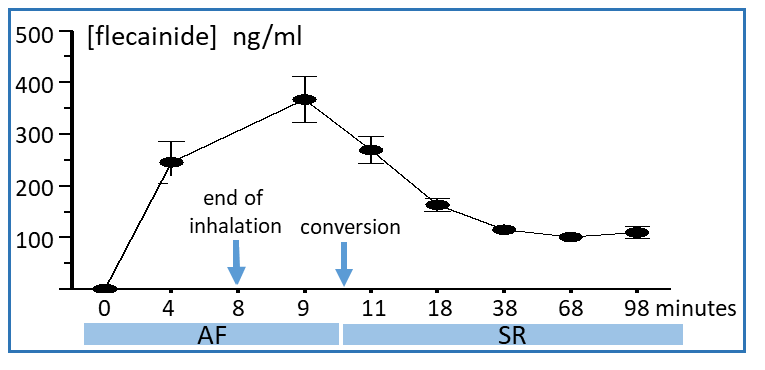 [flecainide] ng/ml
500
400
300
200
100
end of
inhalation
conversion
0 4 8 9 11 18 38 68 98 minutes
AF SR